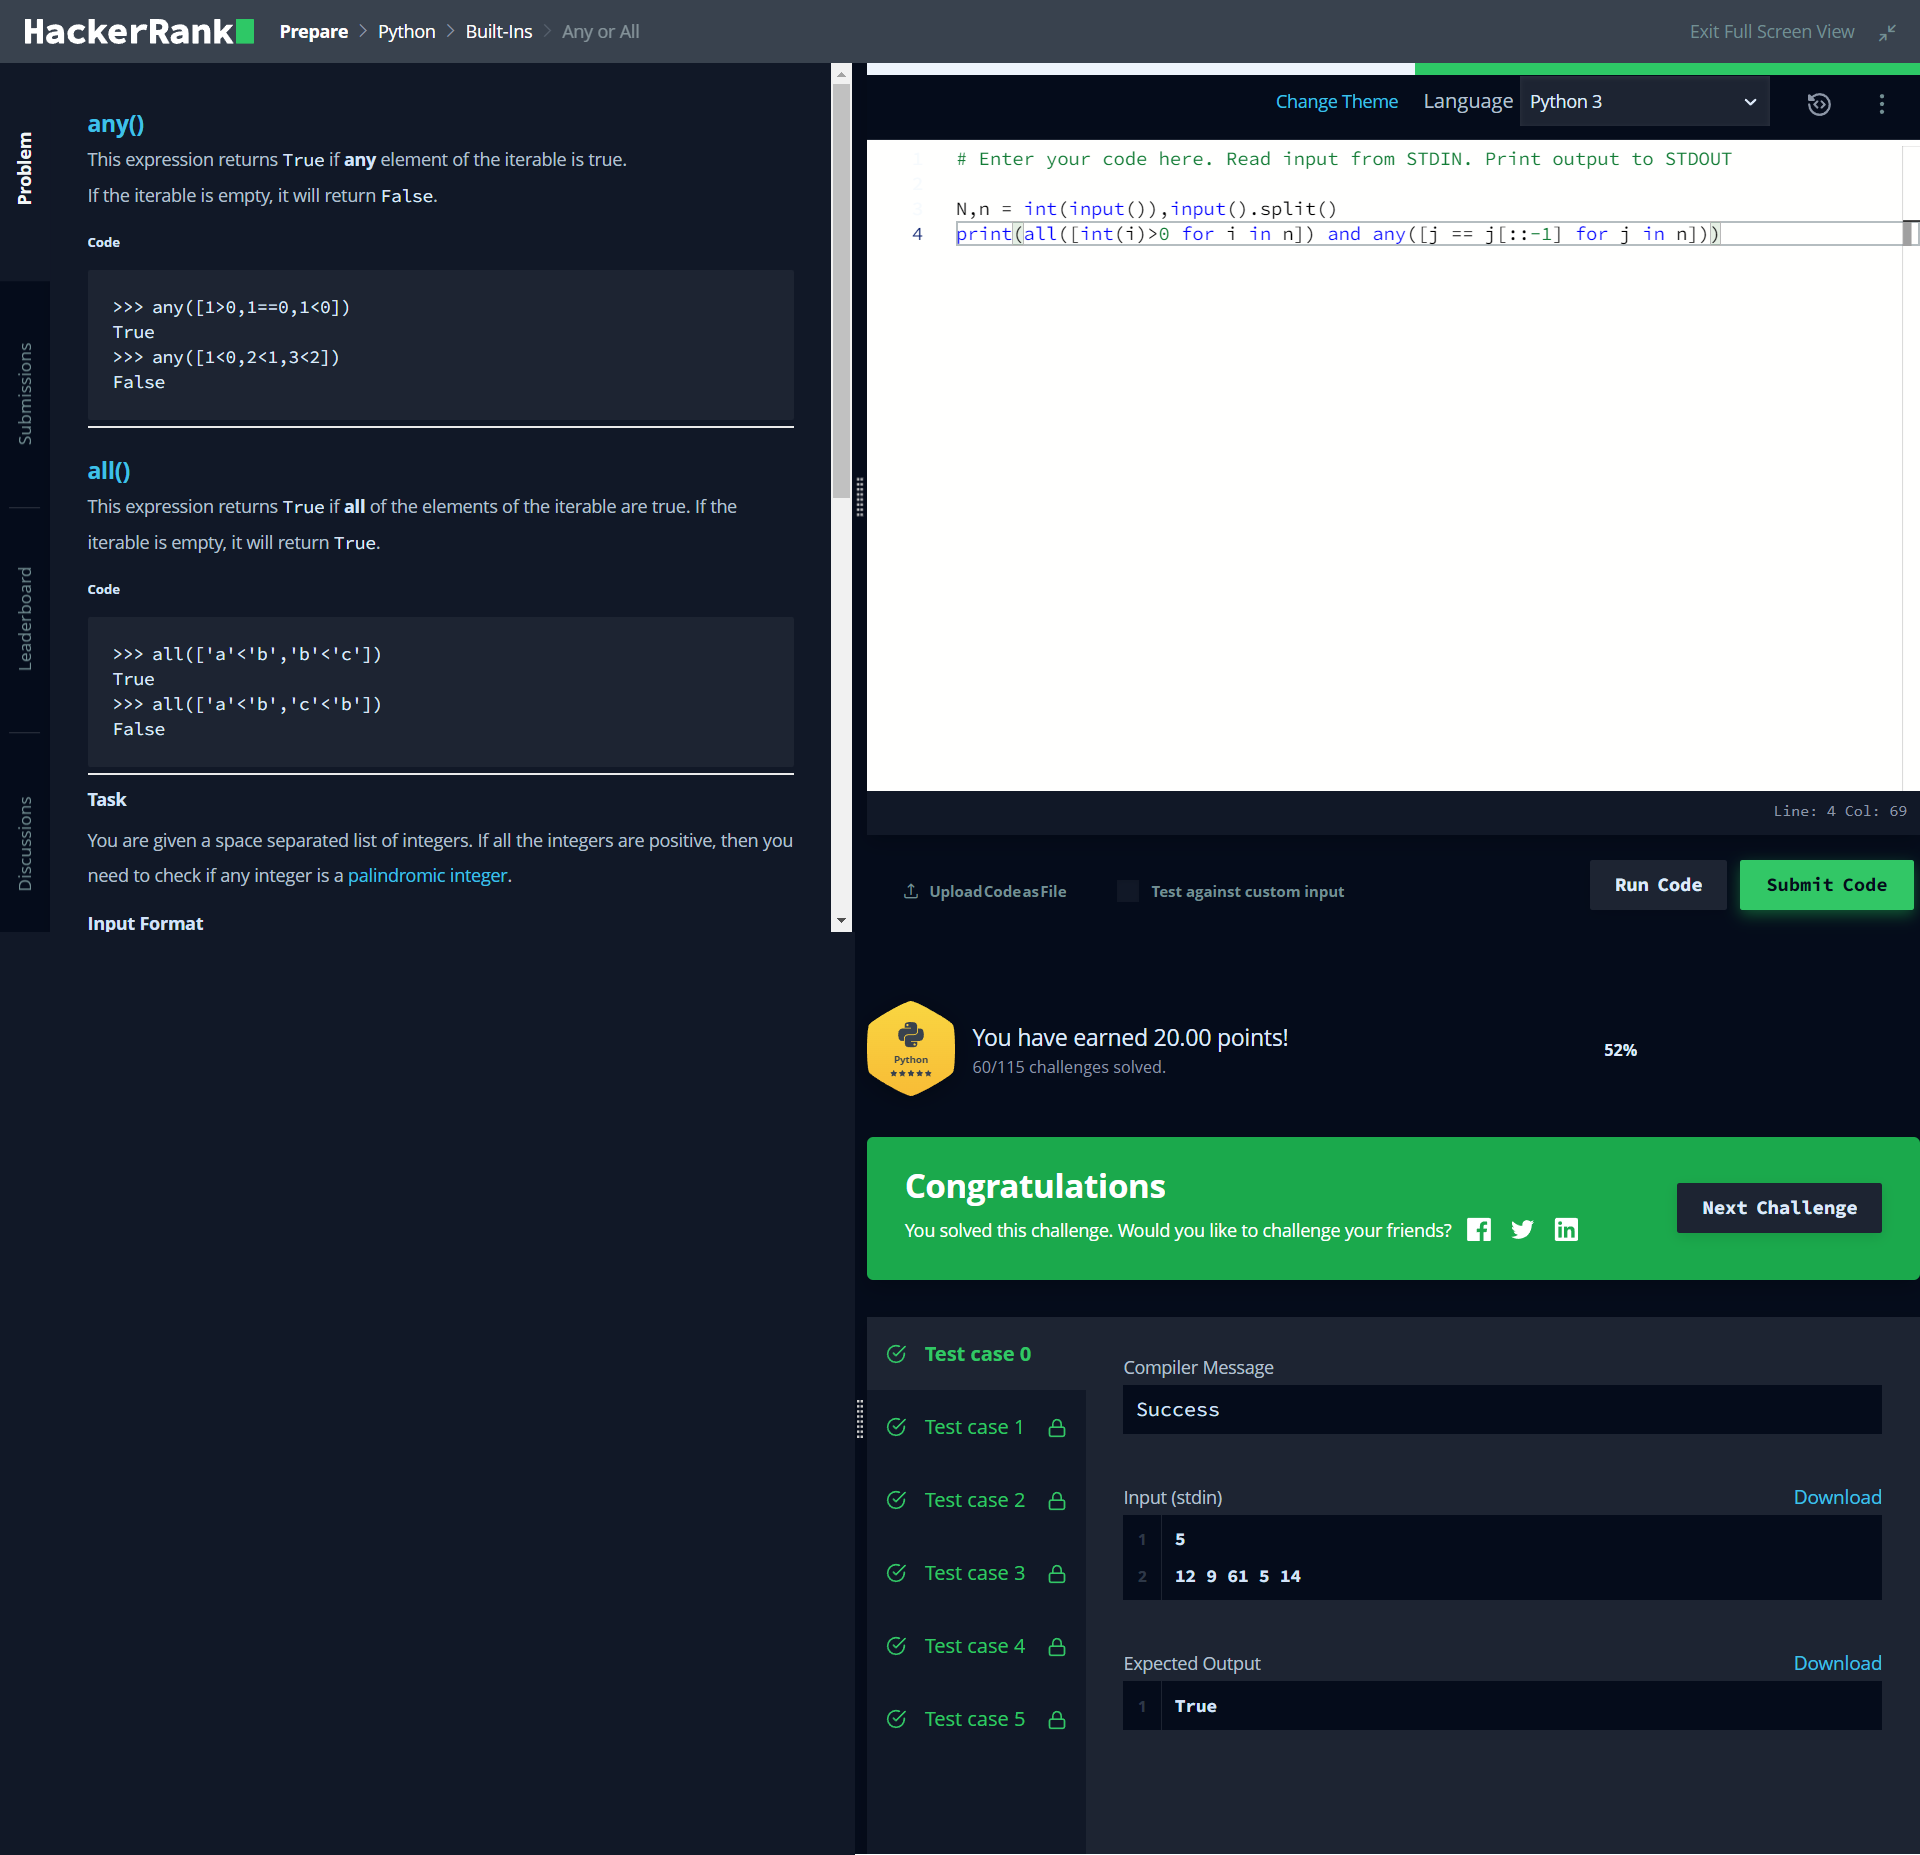 HackerRank
Prepare > Python > Built-Ins > Any or All
Exit Full Screen View
Problem
Submissions
Leaderboard
Discussions
any()
This expression returns True if any element of the iterable is true.
If the iterable is empty, it will return False.
Code
>>> any([1>0,1==0,1<0])
True
>>> any([1<0,2<1,3<2])
False
all()
This expression returns True if all of the elements of the iterable are true. If the
iterable is empty, it will return True.
Code
>>> all(['a'<'b','b'<'c'])
True
>>> all(['a'<'b','c'<'b'])
False
Task
You are given a space separated list of integers. If all the integers are positive, then you
need to check if any integer is a palindromic integer.
Input Format
Change Theme Language Python 3
1 # Enter your code here. Read input from STDIN. Print output to STDOUT
2
3 N,n = int(input()),input().split()
4 print(all([int(i)>0 for i in n]) and any([j == j[::-1] for j in n]))
Line: 4 Col: 69
Upload Code as File
Test against custom input
Run Code
Submit Code
Python
You have earned 20.00 points!
60/115 challenges solved.
52%
Congratulations
You solved this challenge. Would you like to challenge your friends?
Next Challenge
Test case 0
Test case 1
Test case 2
Test case 3
Test case 4
Test case 5
Compiler Message
Success
Input (stdin)
Download
1 5
2 12 9 61 5 14
Expected Output
Download
1 True